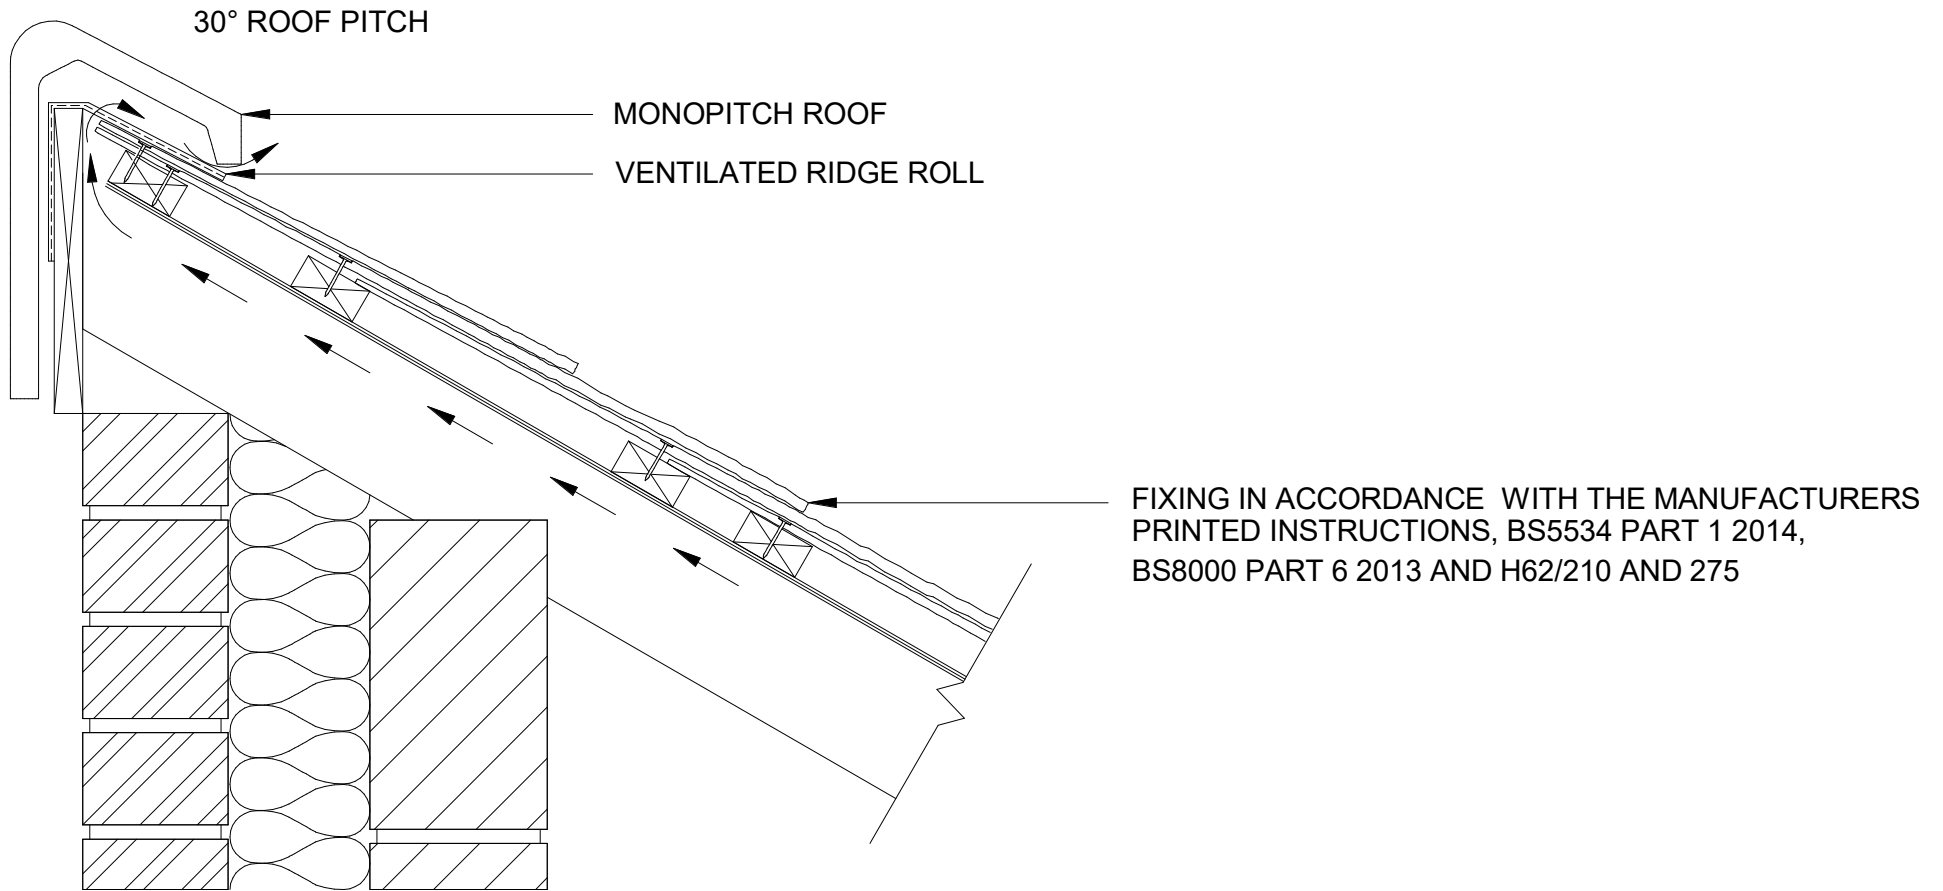 30° ROOF PITCH
MONOPITCH ROOF
VENTILATED RIDGE ROLL
FIXING IN ACCORDANCE WITH THE MANUFACTURERS
PRINTED INSTRUCTIONS, BS5534 PART 1 2014,
BS8000 PART 6 2013 AND H62/210 AND 275